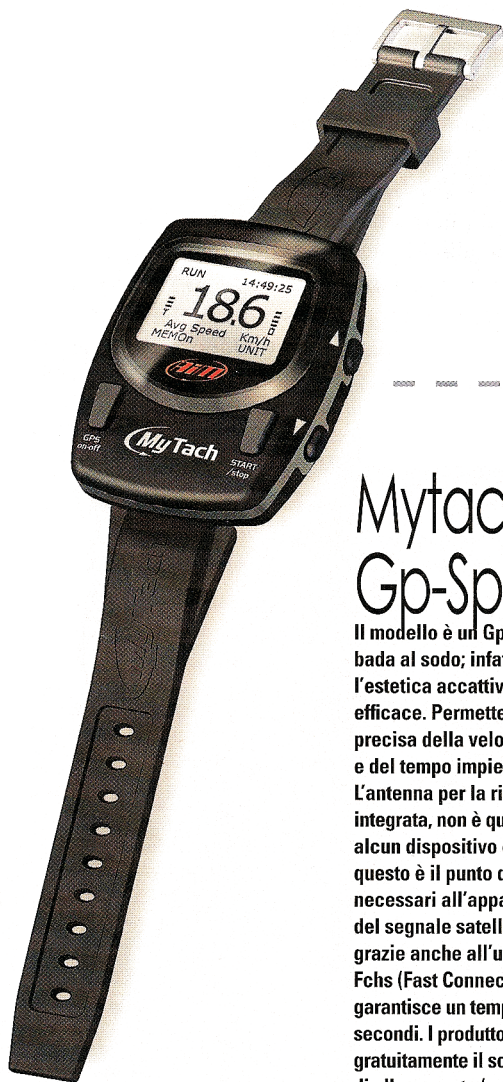 RUN 14:49:25
18.6
T D
Avg Speed Km/h
MEMOn UNIT
AiM
GPS
on-off
MyTach
START
/stop
Mytac
Gp-Sp
Il modello è un Gp
bada al sodo; infa
l'estetica accattiv
efficace. Permette
precisa della velo
e del tempo impie
L'antenna per la ri
integrata, non è qu
alcun dispositivo
questo è il punto
necessari all'appa
del segnale satell
grazie anche all'u
Fchs (Fast Connec
garantisce un temp
secondi. I produtto
gratuitamente il so